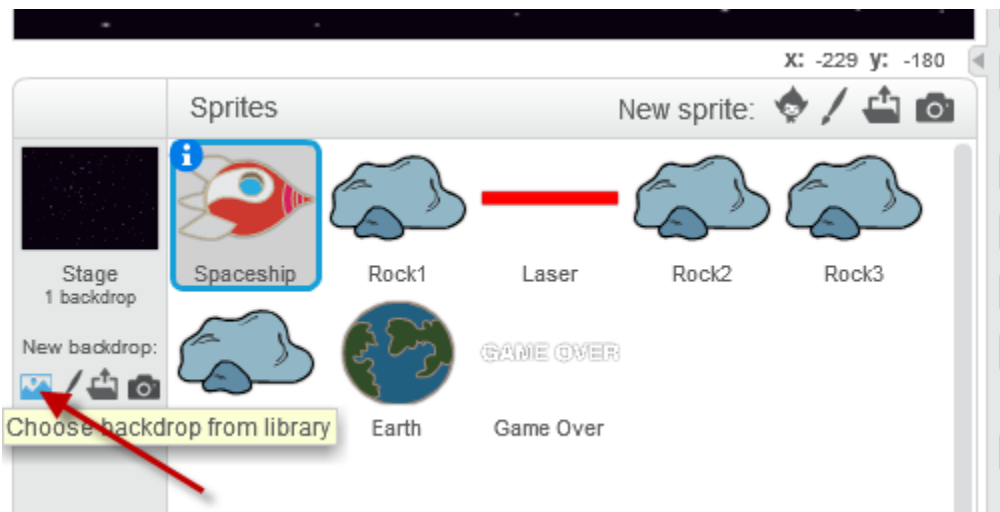 x: -229 y: -180
Sprites
New sprite:
i
Spaceship
Rock1
Laser
Rock2
Rock3
Stage
1 backdrop
New backdrop:
GAME OVER
Choose backdrop from library
Earth
Game Over